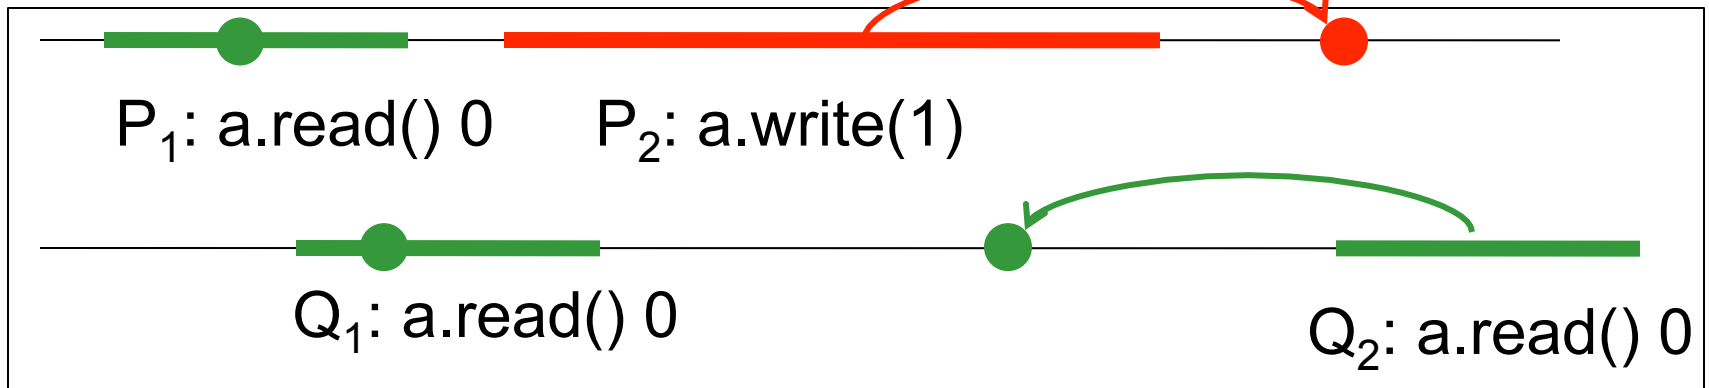 P₁: a.read() 0 P₂: a.write(1)
Q₁: a.read() 0
Q₂: a.read() 0